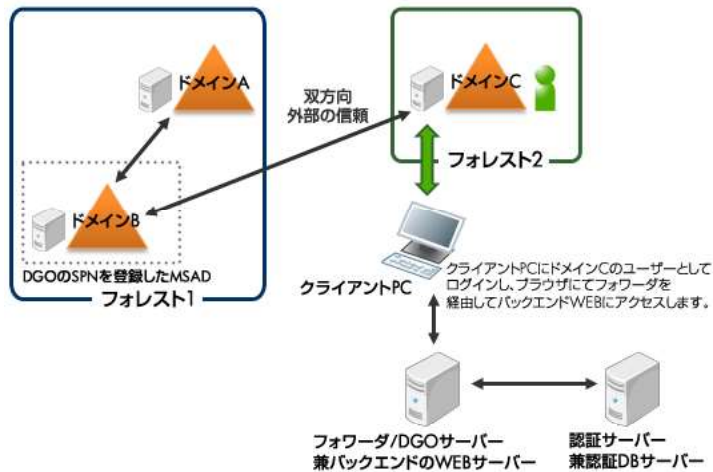 ドメインA
双方向
外部の信頼
ドメインC
フォレスト2
ドメインB
DGOのSPNを登録したMSAD
フォレスト1
クライアントPC
クライアントPCにドメインCのユーザーとして
ログインし、ブラウザにてフォワーダを
経由してバックエンドWEBにアクセスします。
フォワーダ/DGOサーバー
兼バックエンドのWEBサーバー
認証サーバー
兼認証DBサーバー